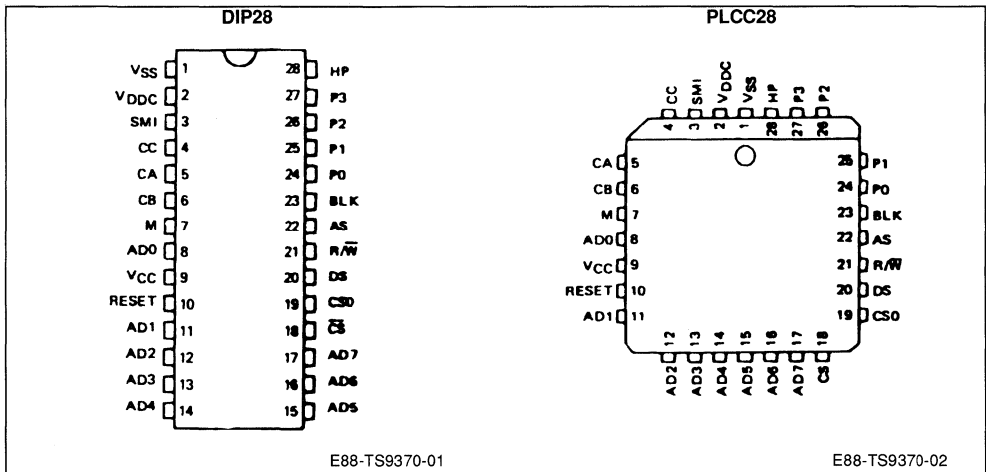 DIP28
VSS 1 28 HP
VDDC 2 27 P3
SMI 3 26 P2
CC 4 25 P1
CA 5 24 P0
CB 6 23 BLK
M 7 22 AS
AD0 8 21 R/W̅
VCC 9 20 DS
RESET 10 19 CS0
AD1 11 18 C̅S̅
AD2 12 17 AD7
AD3 13 16 AD6
AD4 14 15 AD5
E88-TS9370-01
PLCC28
CC SMI VDDC VSS HP P3 P2
4 3 2 1 28 27 26
CA 5 25 P1
CB 6 24 P0
M 7 23 BLK
AD0 8 22 AS
VCC 9 21 R/W̅
RESET 10 20 DS
AD1 11 19 CS0
12 13 14 15 16 17 18
AD2 AD3 AD4 AD5 AD6 AD7 CS
E88-TS9370-02